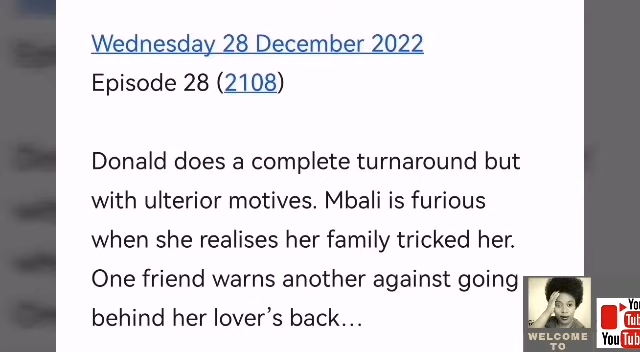 Wednesday 28 December 2022
Episode 28 (2108)
Donald does a complete turnaround but
with ulterior motives. Mbali is furious
when she realises her family tricked her.
One friend warns another against going
behind her lover's back...
WELCOME
TO
You
Tub
YouTub